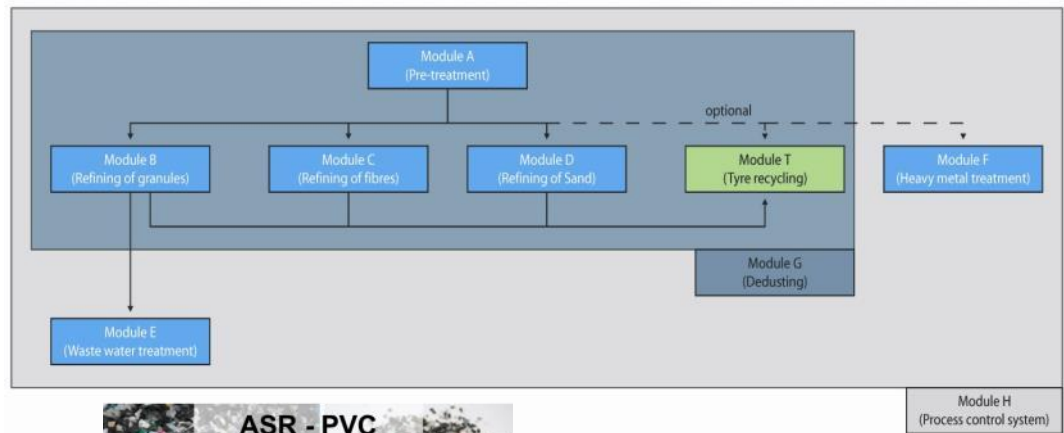 Module A
(Pre-treatment)
optional
Module B
(Refining of granules)
Module C
(Refining of fibres)
Module D
(Refining of Sand)
Module T
(Tyre recycling)
Module F
(Heavy metal treatment)
Module G
(Dedusting)
Module E
(Waste water treatment)
Module H
(Process control system)
ASR - PVC